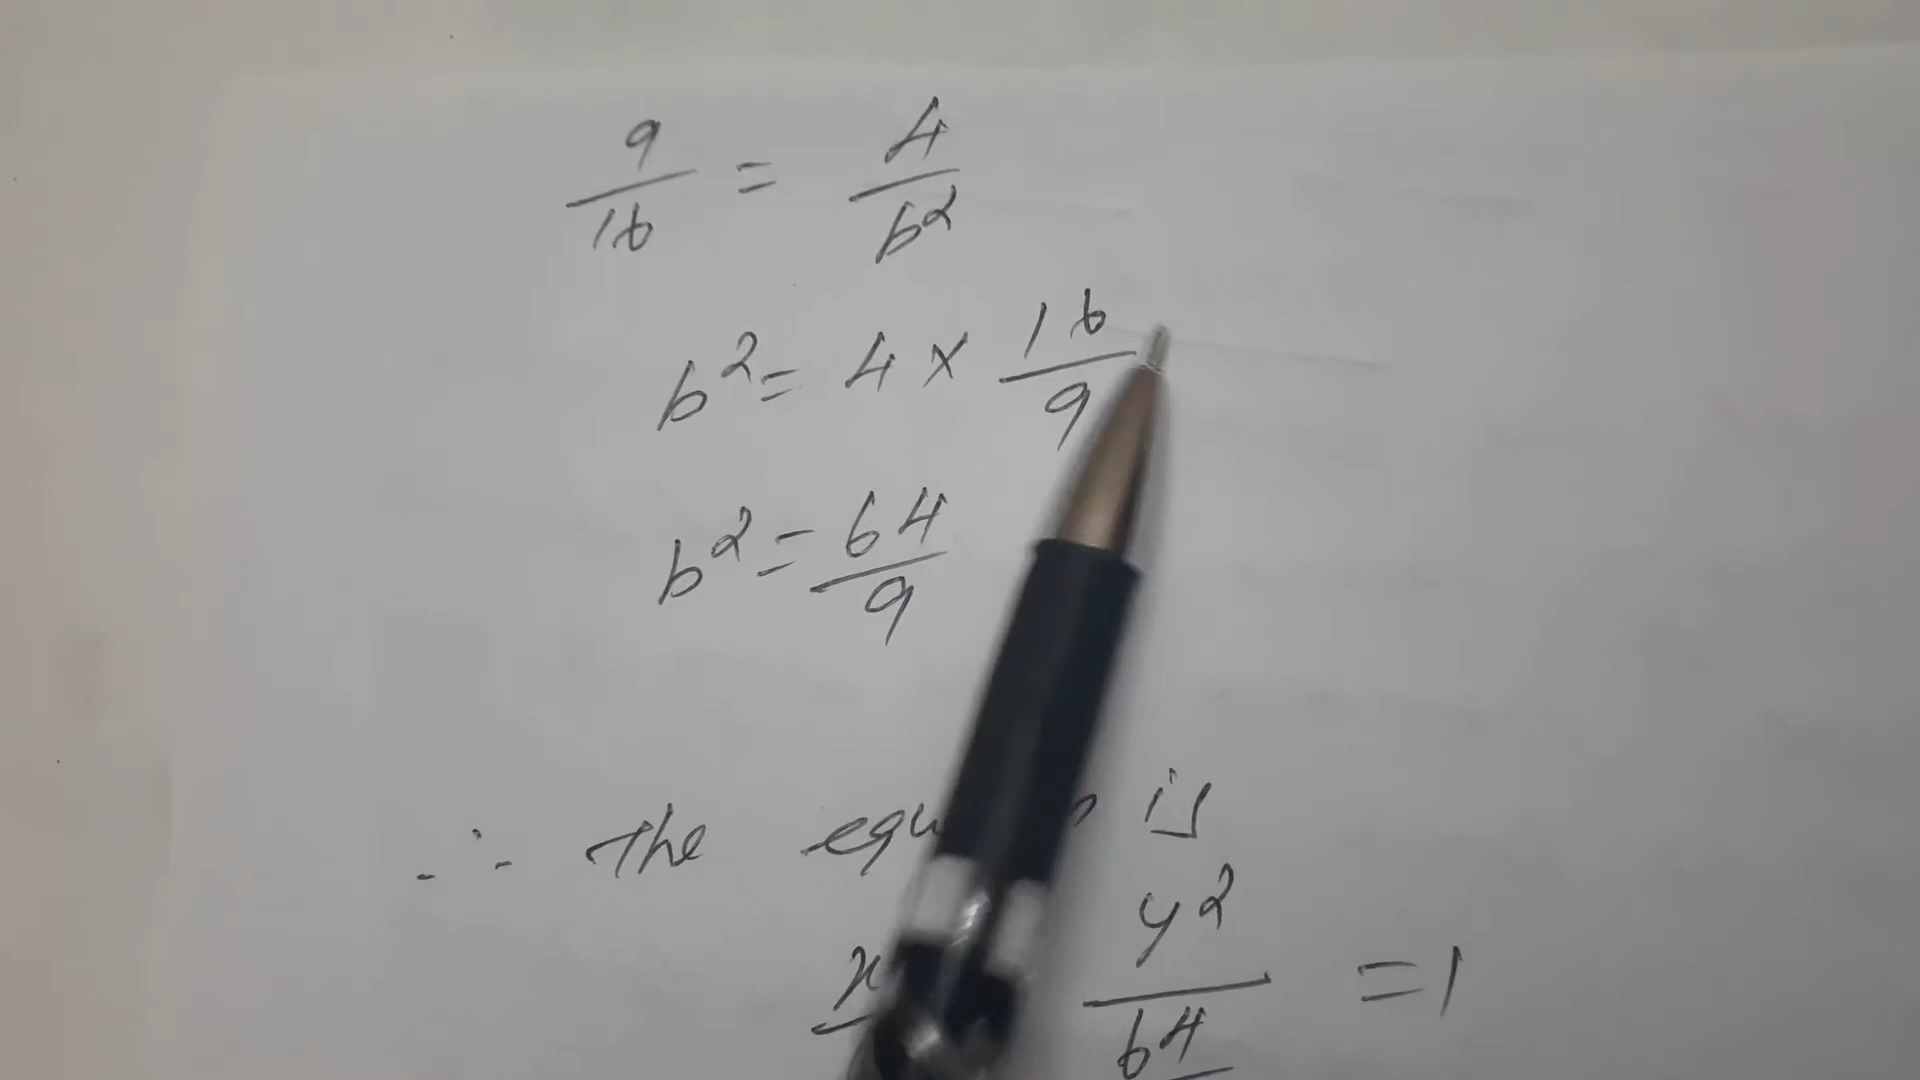 9/16 = 4/b²
b² = 4 × 16/9
b² = 64/9
∴ The is
y²/64 = 1